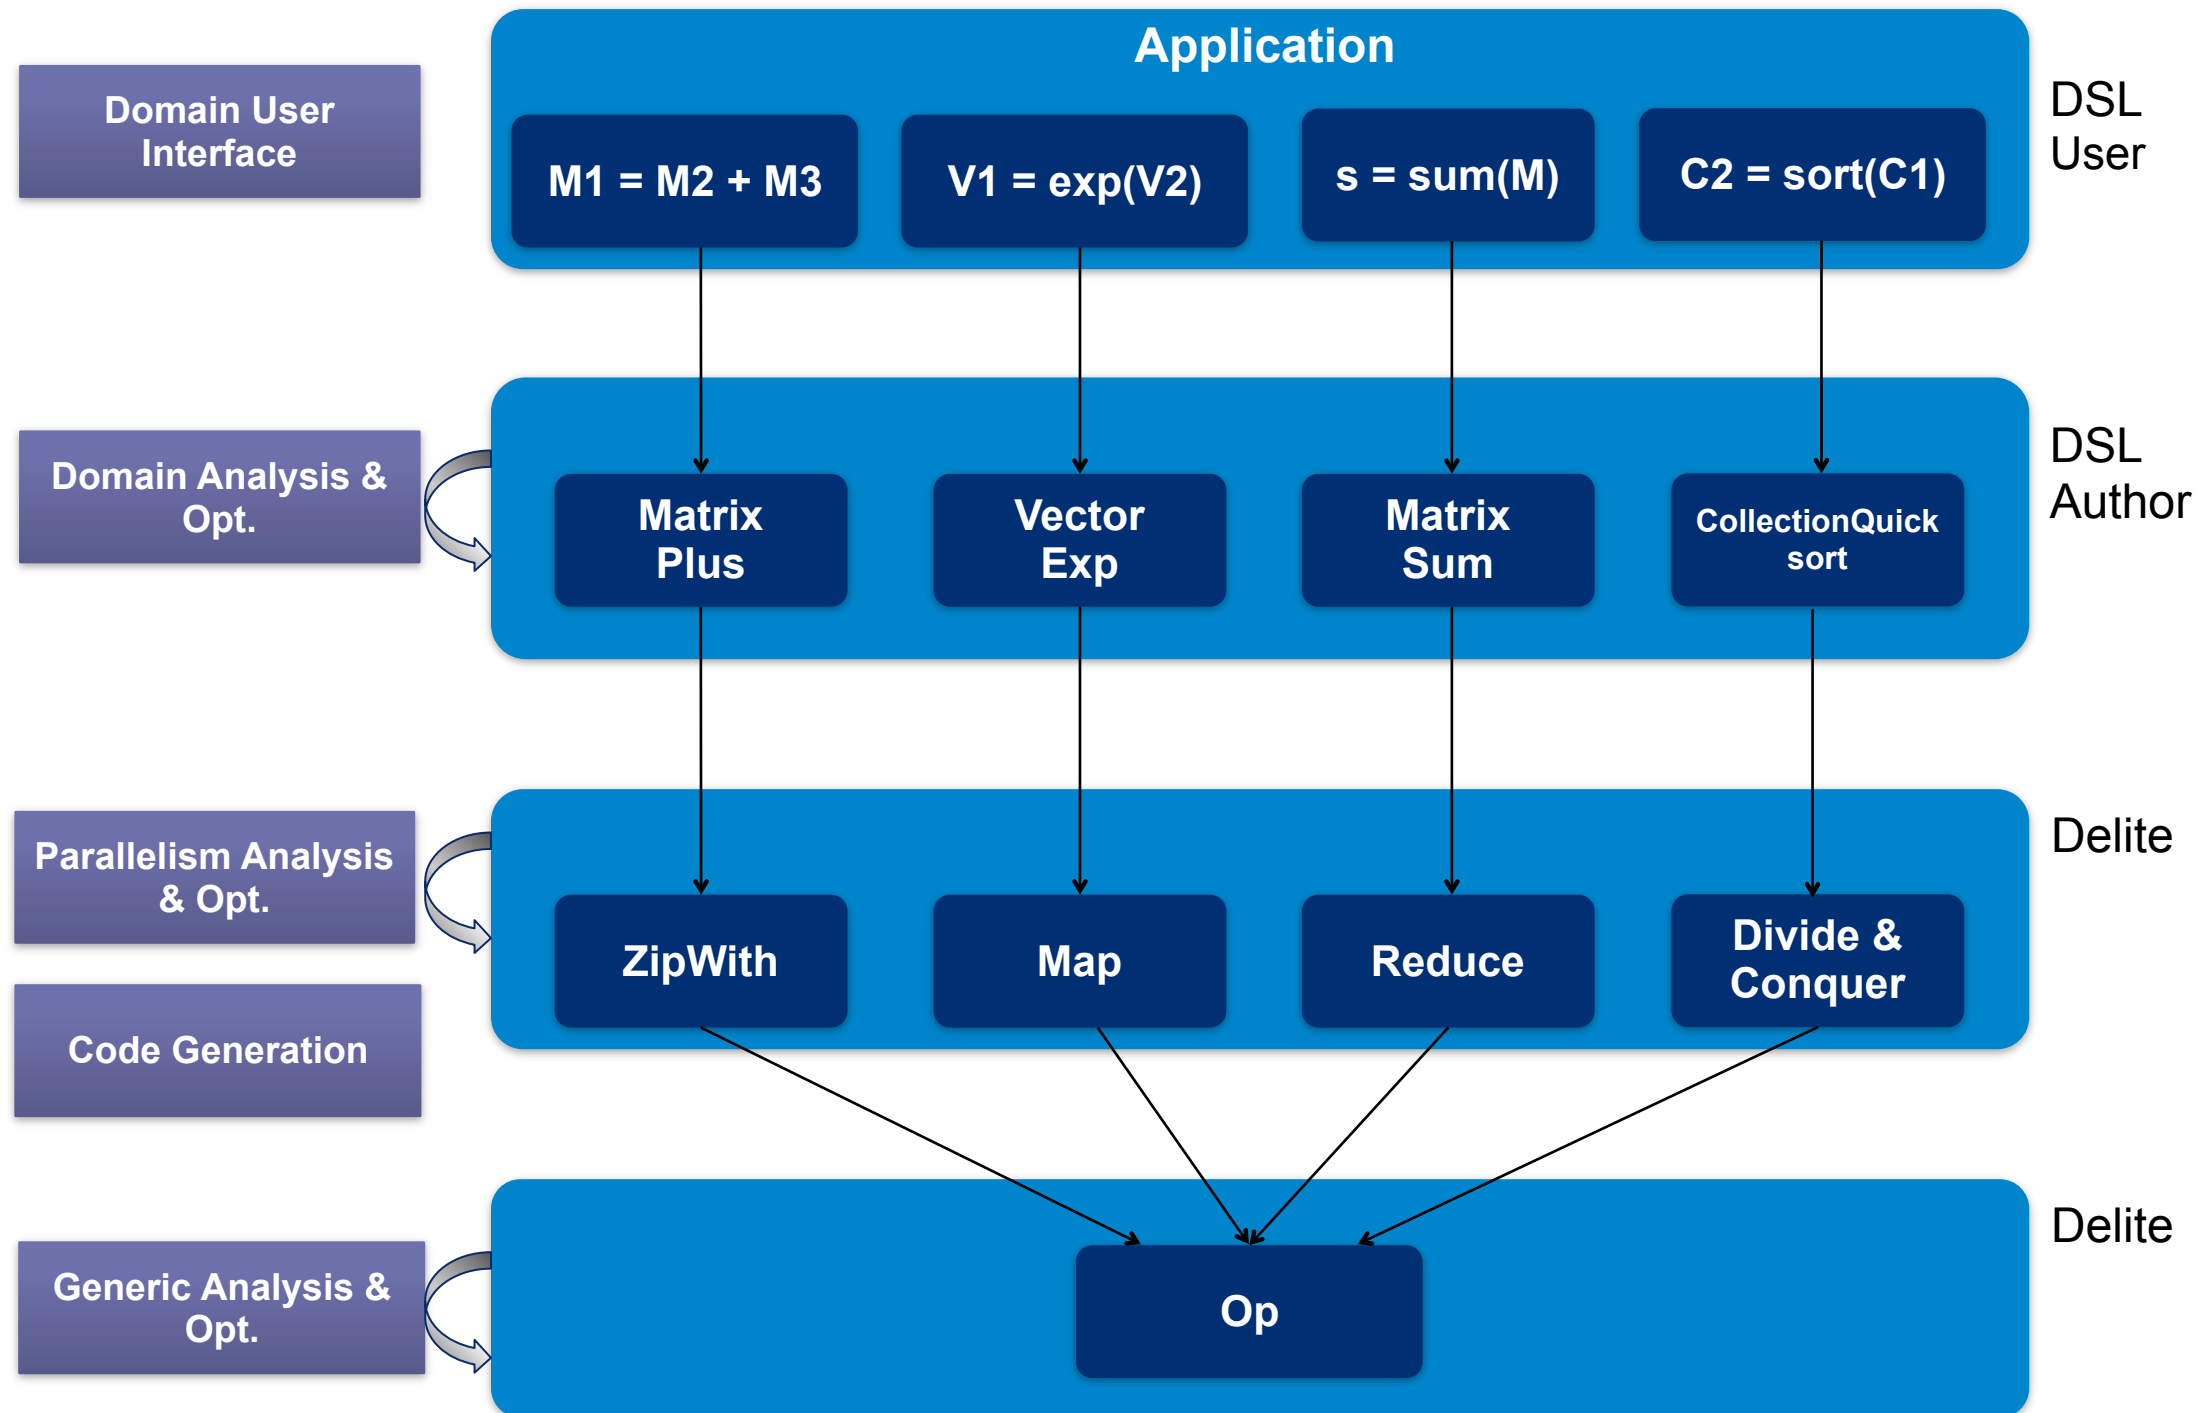 Application
Domain User
Interface
M1 = M2 + M3
V1 = exp(V2)
s = sum(M)
C2 = sort(C1)
DSL
User
Domain Analysis &
Opt.
Matrix
Plus
Vector
Exp
Matrix
Sum
CollectionQuick
sort
DSL
Author
Parallelism Analysis
& Opt.
ZipWith
Map
Reduce
Divide &
Conquer
Delite
Code Generation
Generic Analysis &
Opt.
Op
Delite